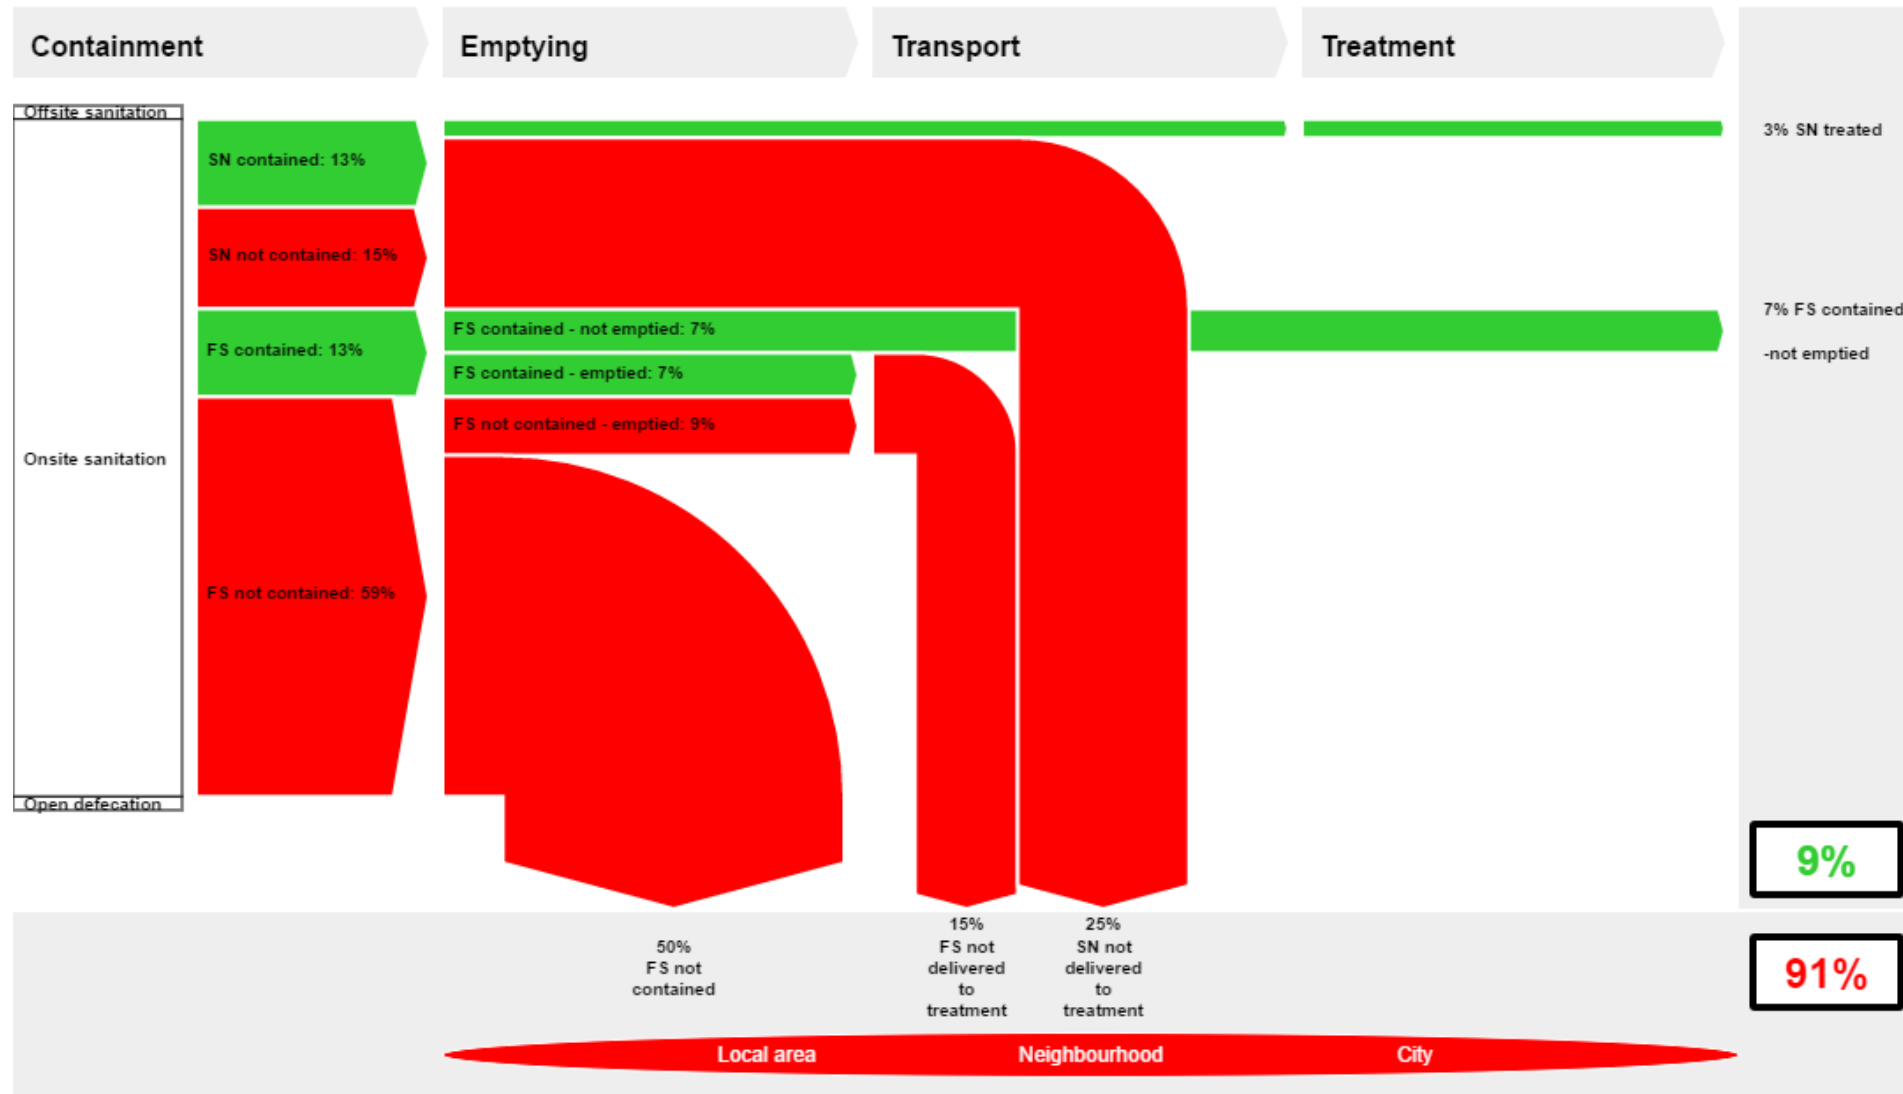 Containment
Emptying
Transport
Treatment
Offsite sanitation
SN contained: 13%
3% SN treated
SN not contained: 15%
FS contained: 13%
FS contained - not emptied: 7%
7% FS contained
-not emptied
FS contained - emptied: 7%
FS not contained - emptied: 9%
Onsite sanitation
FS not contained: 59%
Open defecation
9%
50%
FS not
contained
15%
FS not
delivered
to
treatment
25%
SN not
delivered
to
treatment
91%
Local area
Neighbourhood
City